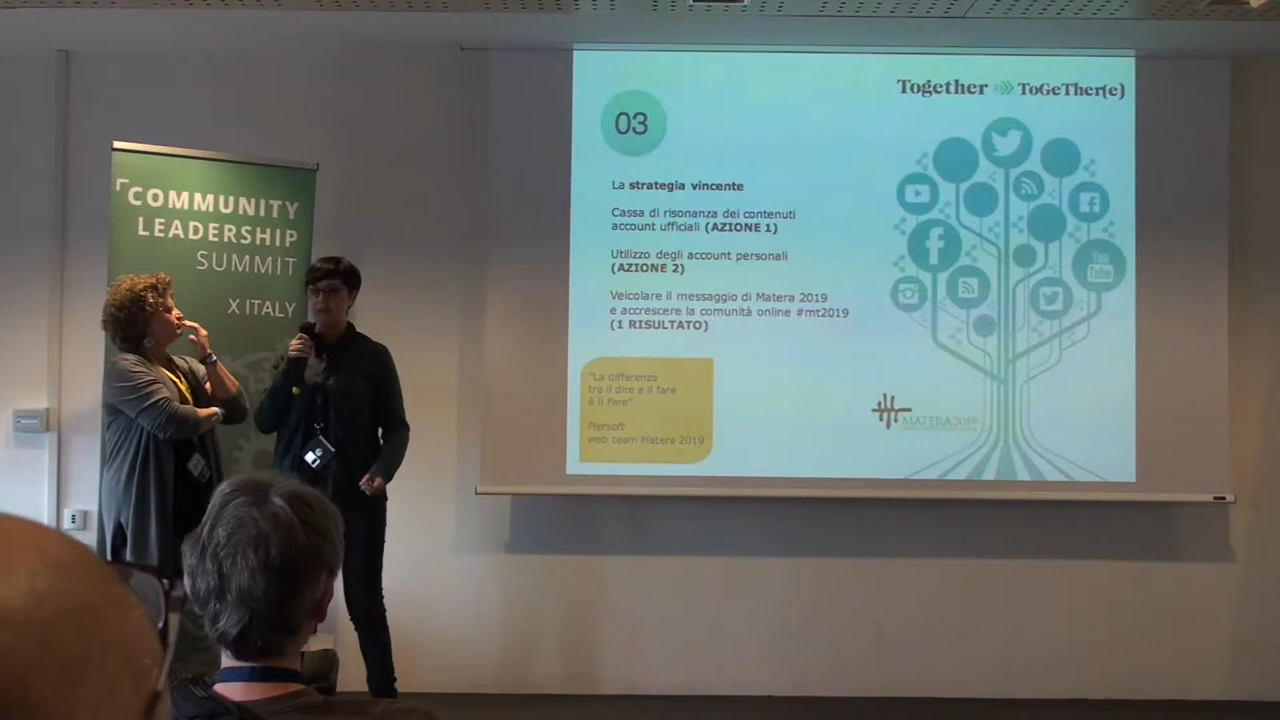 COMMUNITY
LEADERSHIP
SUMMIT
X ITALY
Together >>> ToGeTher(e)
03
La strategia vincente
Cassa di risonanza dei contenuti
account ufficiali (AZIONE 1)
Utilizzo degli account personali
(AZIONE 2)
Veicolare il messaggio di Matera 2019
e accrescere la comunità online #mt2019
(1 RISULTATO)
"La differenza
tra il dire e il fare
è il Fare"
Piersoft
web team Matera 2019
You
Tube
MATERA 2019